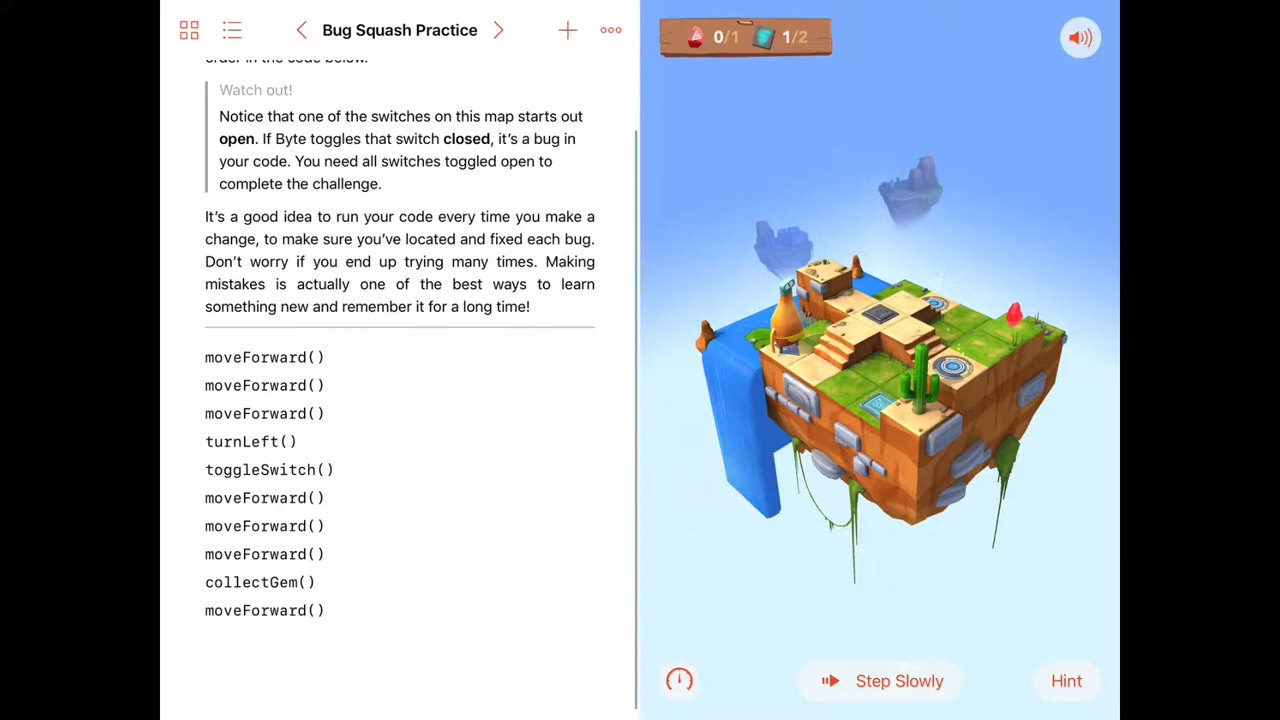 Bug Squash Practice
0/1 1/2
order in the code below.
Watch out!
Notice that one of the switches on this map starts out
open. If Byte toggles that switch closed, it's a bug in
your code. You need all switches toggled open to
complete the challenge.
It's a good idea to run your code every time you make a
change, to make sure you've located and fixed each bug.
Don't worry if you end up trying many times. Making
mistakes is actually one of the best ways to learn
something new and remember it for a long time!
moveForward()
moveForward()
moveForward()
turnLeft()
toggleSwitch()
moveForward()
moveForward()
moveForward()
collectGem()
moveForward()
Step Slowly
Hint